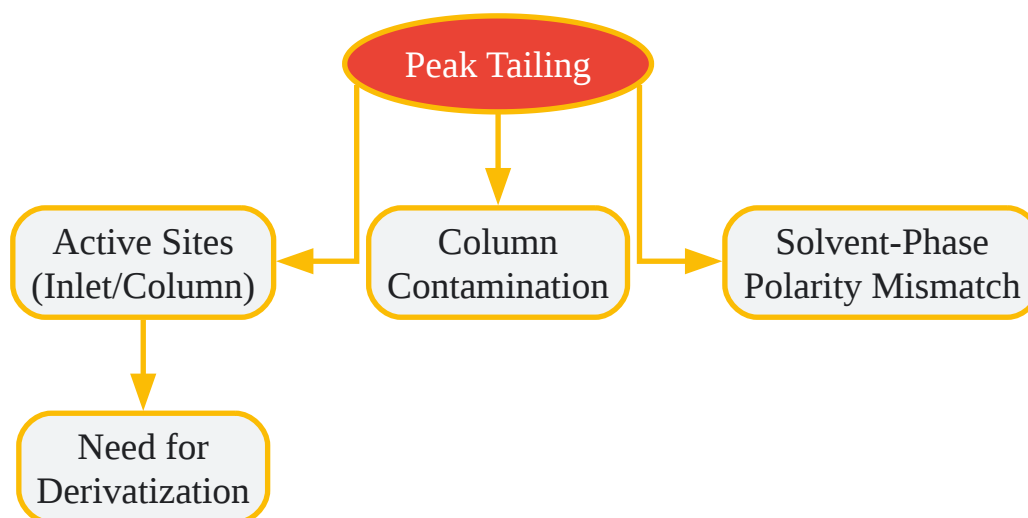 Peak Tailing
Active Sites
(Inlet/Column)
Column
Contamination
Solvent-Phase
Polarity Mismatch
Need for
Derivatization